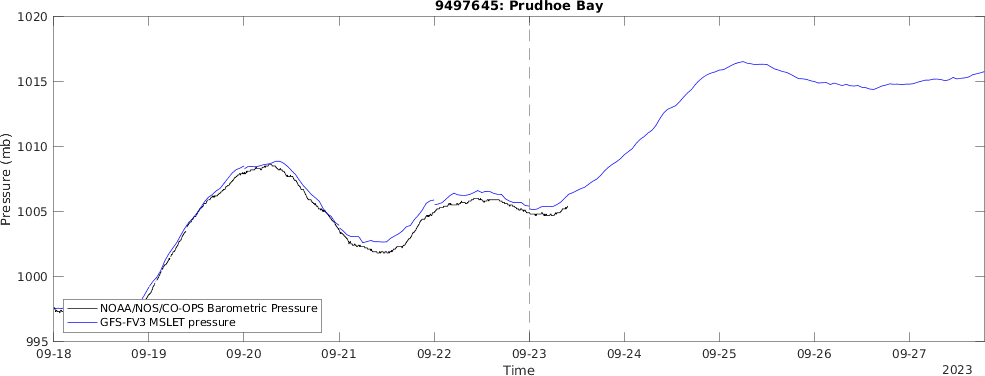 9497645: Prudhoe Bay
1020
1015
1010
1005
1000
995
Pressure (mb)
NOAA/NOS/CO-OPS Barometric Pressure
GFS-FV3 MSLET pressure
09-18 09-19 09-20 09-21 09-22 09-23 09-24 09-25 09-26 09-27
Time
2023